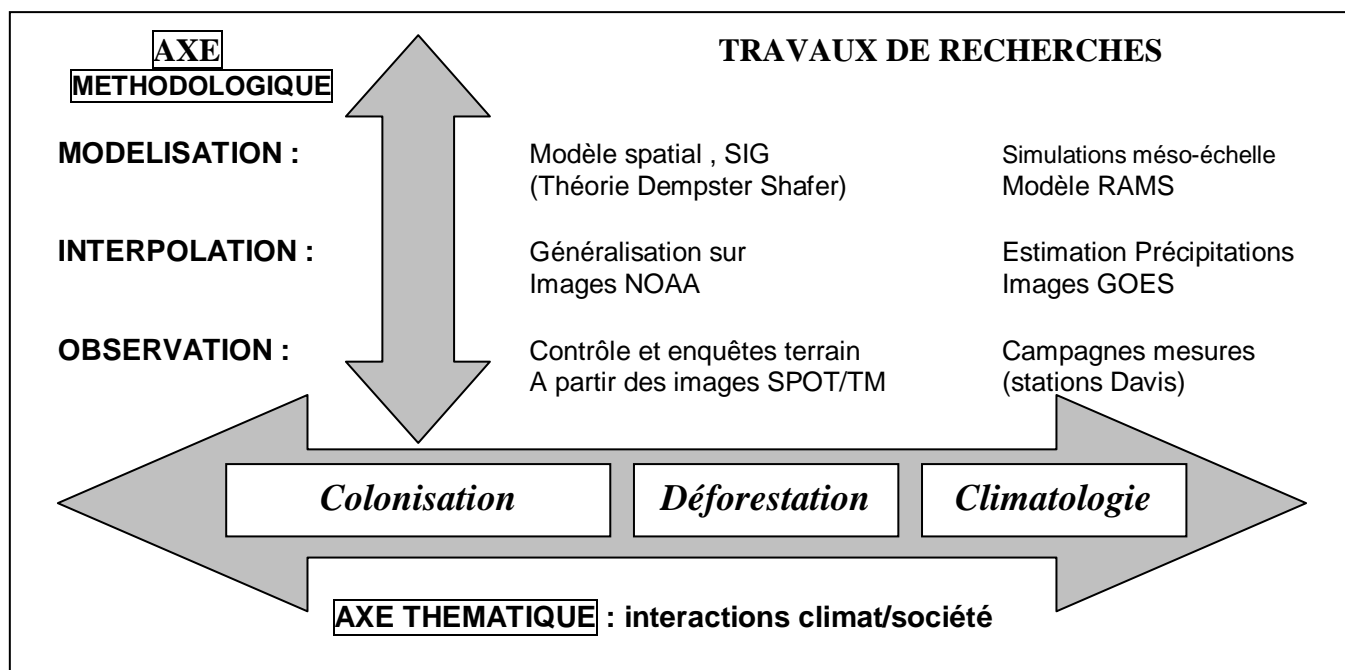 AXE
METHODOLOGIQUE
TRAVAUX DE RECHERCHES
MODELISATION :
Modèle spatial , SIG
(Théorie Dempster Shafer)
Simulations méso-échelle
Modèle RAMS
INTERPOLATION :
Généralisation sur
Images NOAA
Estimation Précipitations
Images GOES
OBSERVATION :
Contrôle et enquêtes terrain
A partir des images SPOT/TM
Campagnes mesures
(stations Davis)
Colonisation
Déforestation
Climatologie
AXE THEMATIQUE : interactions climat/société